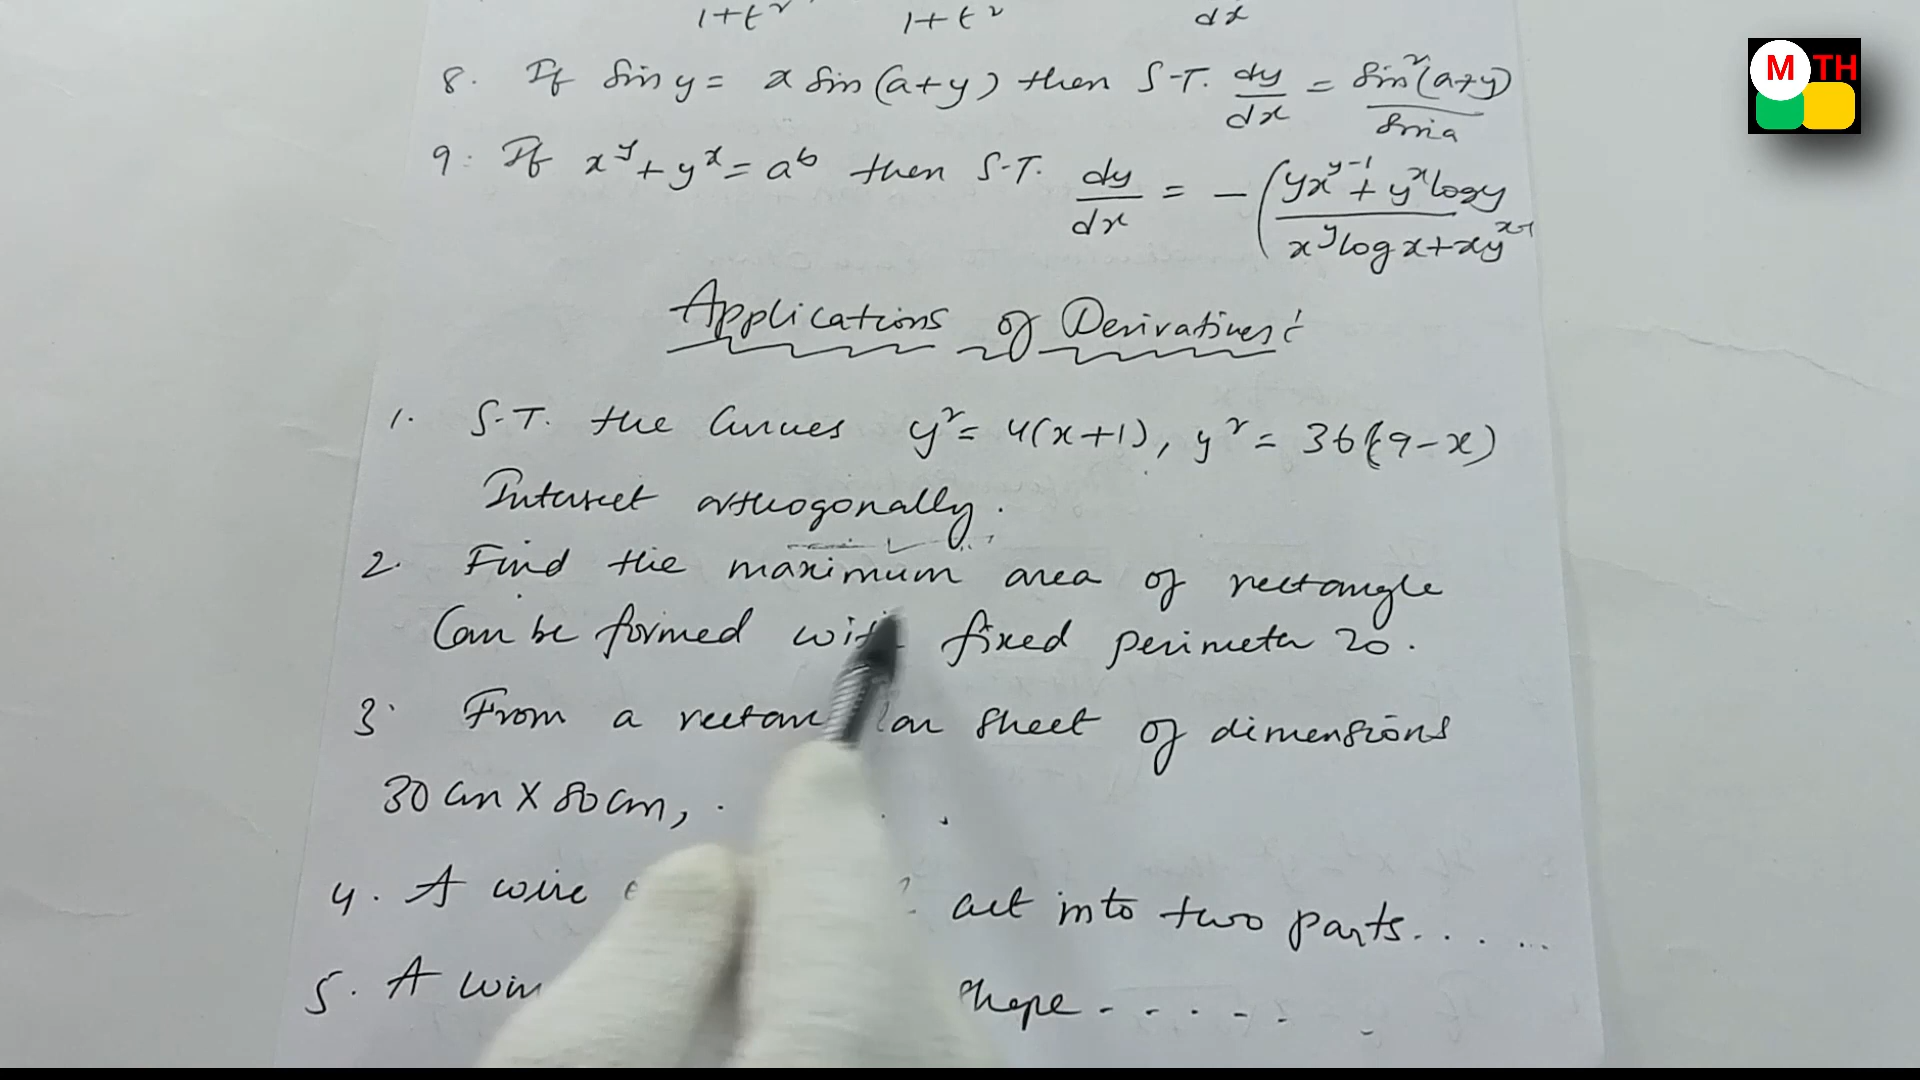 1+t² 1+t² dx
M TH
8. If Sin y = x Sin (a+y) then S-T. dy/dx = Sin²(a+y)/Sin a
9. If x^y + y^x = a^b then S-T. dy/dx = -(yx^(y-1) + y^x log y / x^y log x + xy^(x-1)
Applications of Derivatives:
1. S.T. the Curves y² = 4(x+1), y² = 36(9-x)
Intersect orthogonally.
2. Find the maximum area of rectangle
Can be formed with fixed perimeter 20.
3. From a lar sheet of dimensions
30 cm X 80 cm, . . .
4. A wire cut into two parts......
5. A shape - - - - - -